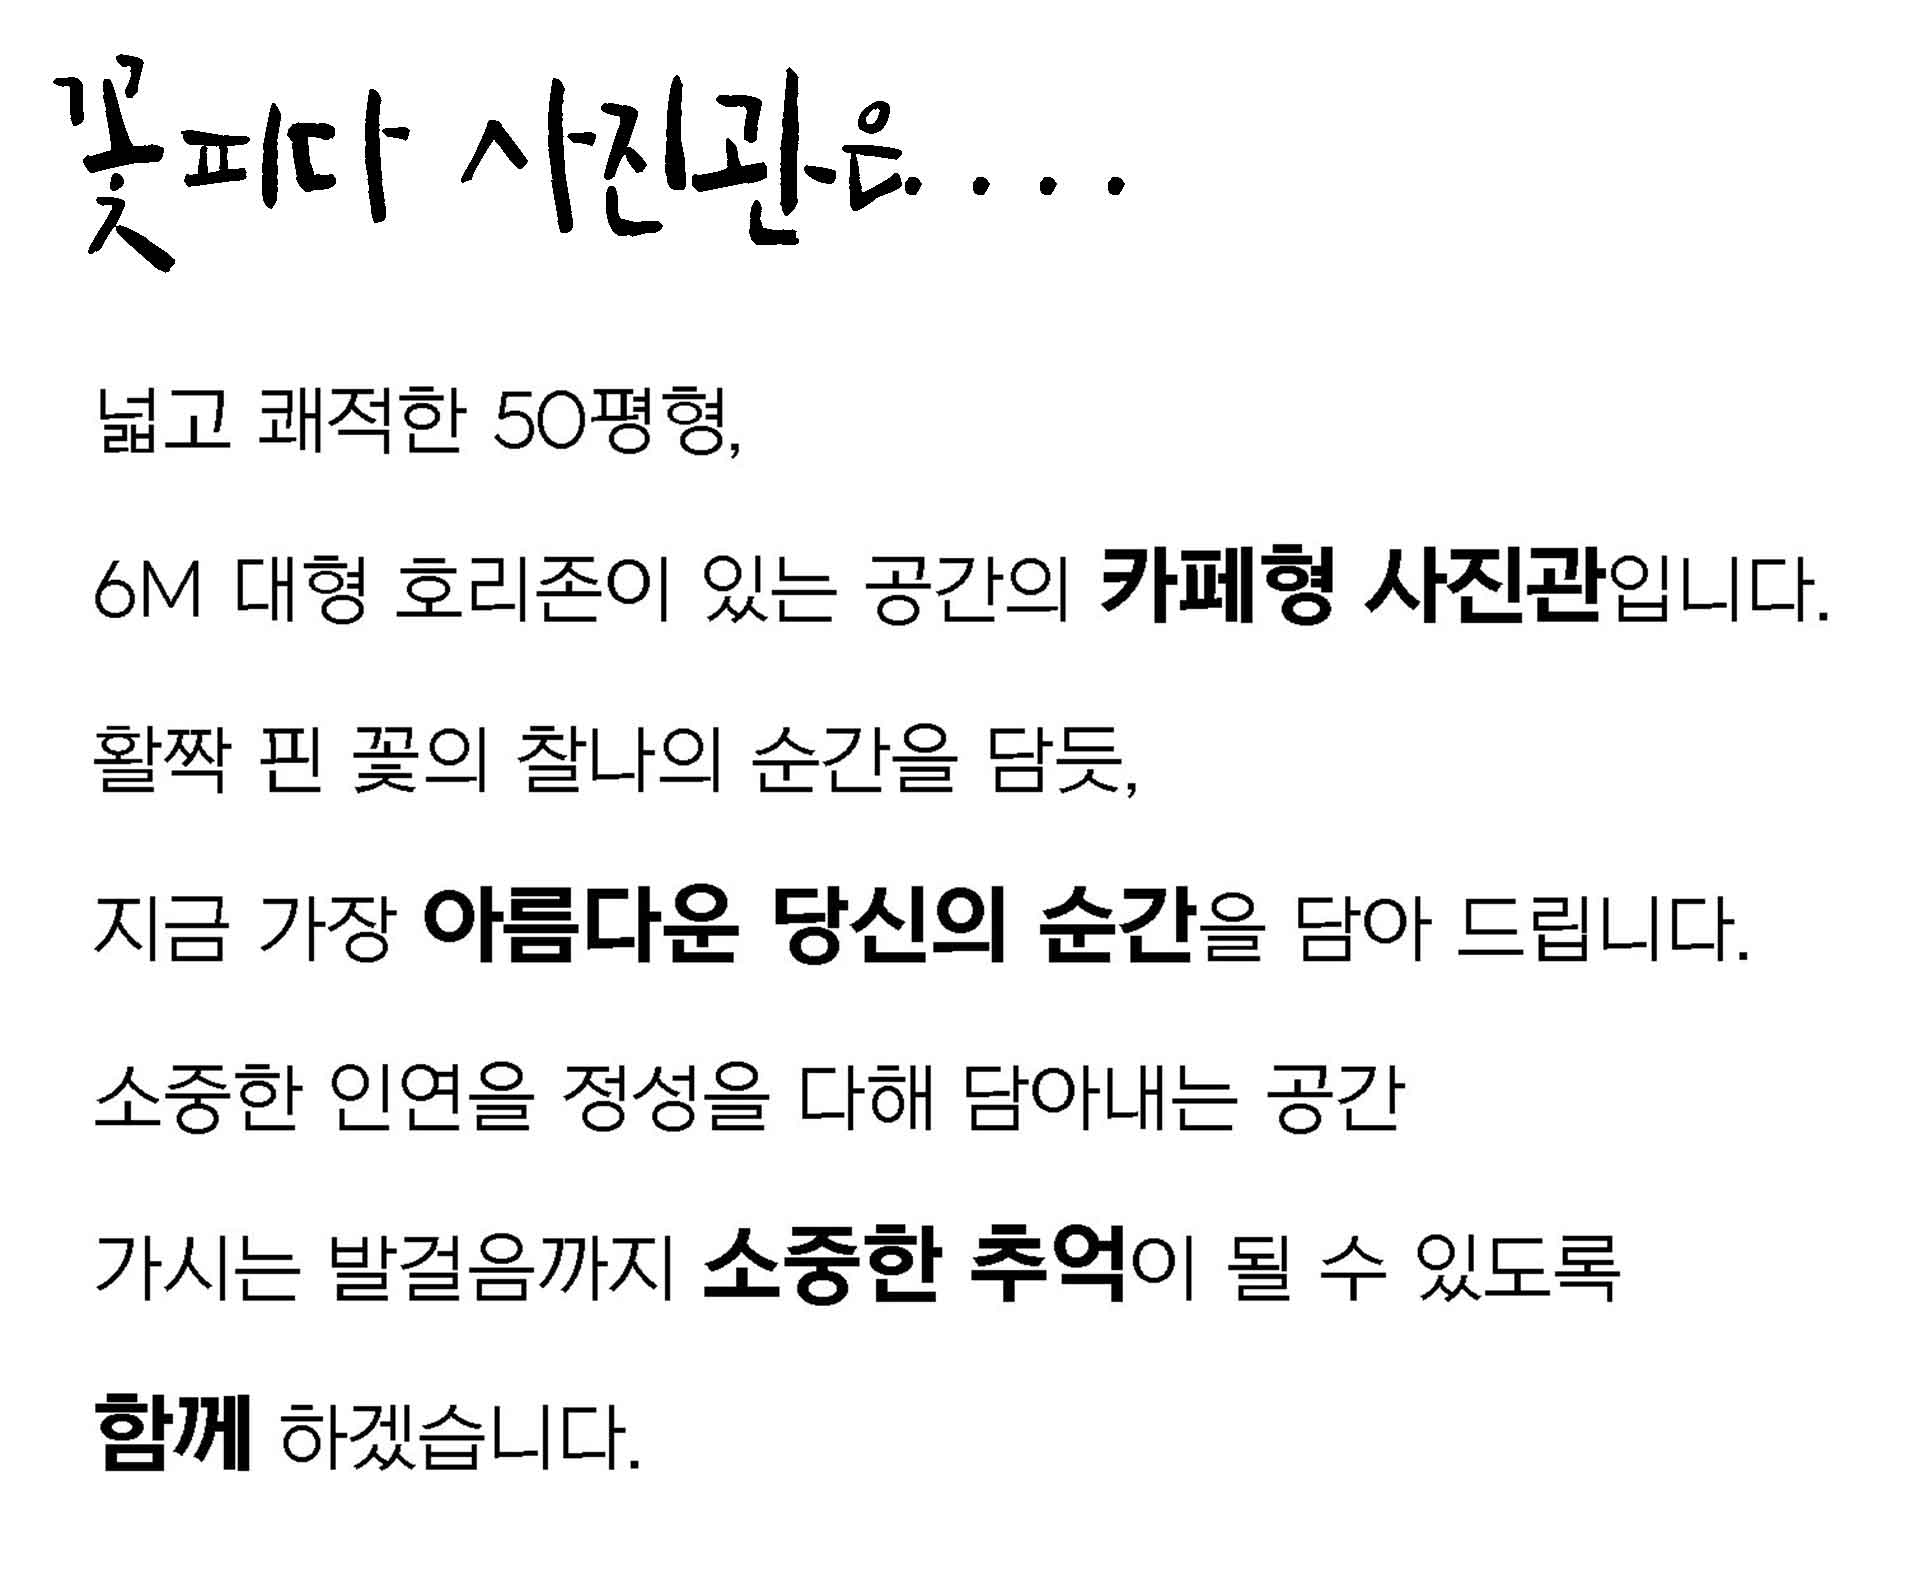 꽃피다 사진관은....
넓고 쾌적한 50평형,
6M 대형 호리존이 있는 공간의 카페형 사진관입니다.
활짝 핀 꽃의 찰나의 순간을 담듯,
지금 가장 아름다운 당신의 순간을 담아 드립니다.
소중한 인연을 정성을 다해 담아내는 공간
가시는 발걸음까지 소중한 추억이 될 수 있도록
함께 하겠습니다.